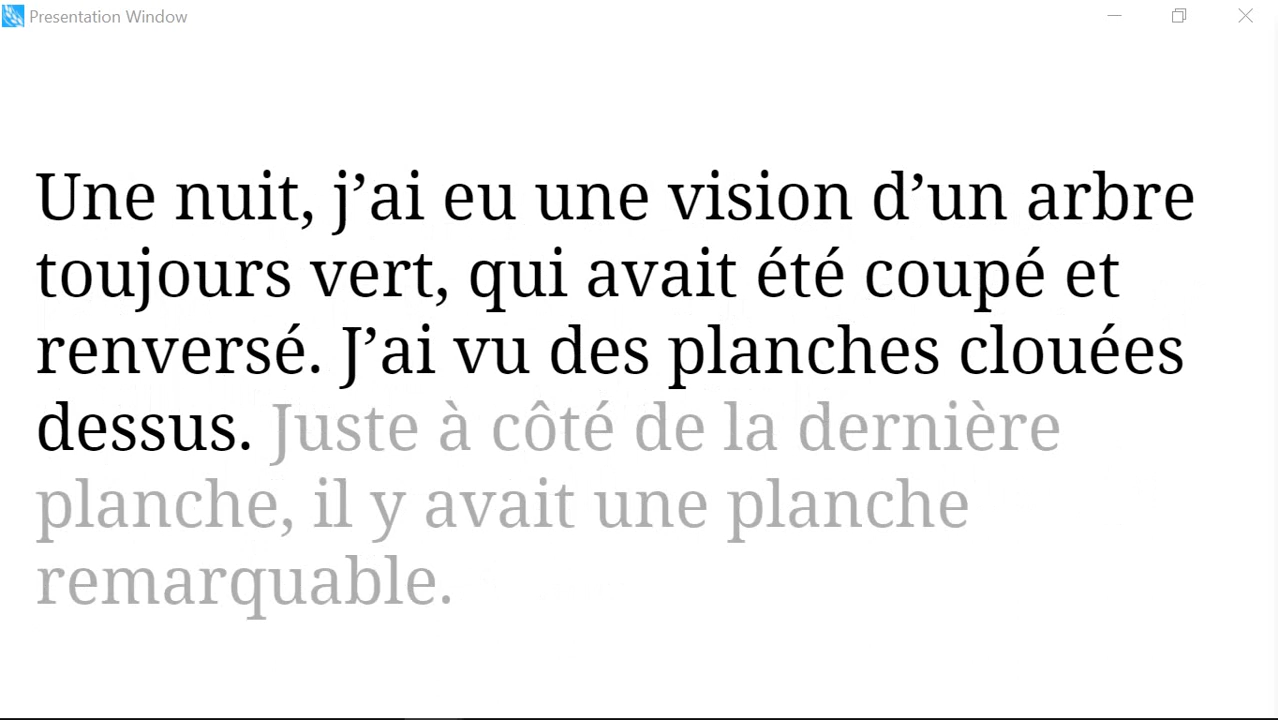 Presentation Window
Une nuit, j’ai eu une vision d’un arbre
toujours vert, qui avait été coupé et
renversé. J’ai vu des planches clouées
dessus. Juste à côté de la dernière
planche, il y avait une planche
remarquable.